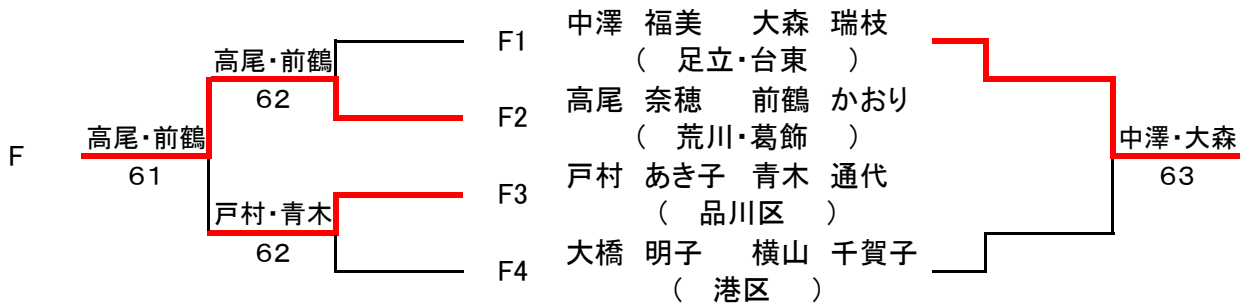 F1 中澤 福美 大森 瑞枝
( 足立・台東 )
高尾・前鶴
62
F2 高尾 奈穂 前鶴 かおり
( 荒川・葛飾 )
F 高尾・前鶴
61
中澤・大森
63
F3 戸村 あき子 青木 通代
( 品川区 )
戸村・青木
62
F4 大橋 明子 横山 千賀子
( 港区 )